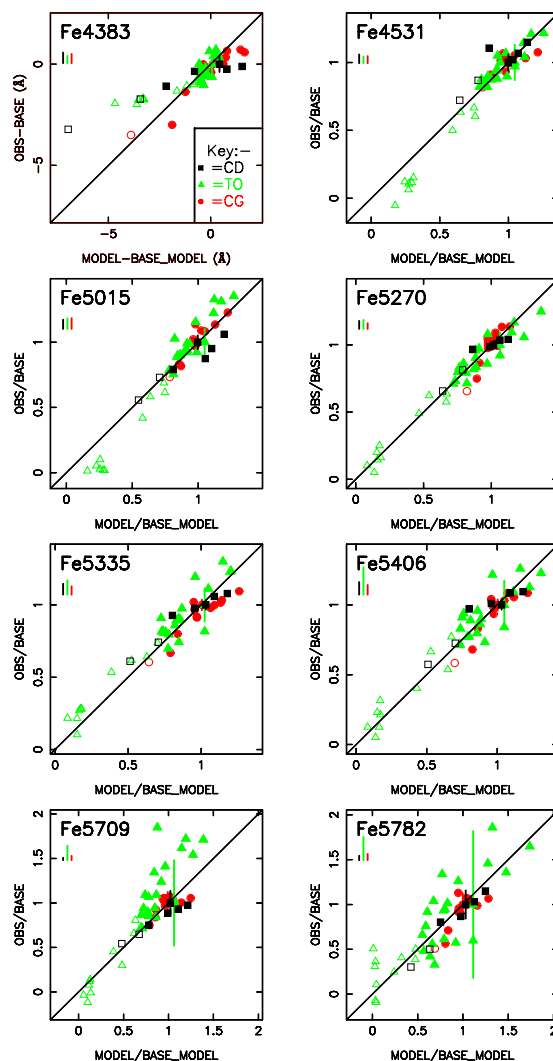 Fe4383
0
−5
OBS−BASE (Å)
Key:−
=CD
=TO
=CG
−5
0
MODEL−BASE_MODEL (Å)
Fe4531
1
0.5
0
OBS/BASE
0
0.5
1
MODEL/BASE_MODEL
Fe5015
1
0.5
0
OBS/BASE
0
0.5
1
MODEL/BASE_MODEL
Fe5270
1
0.5
0
OBS/BASE
0
0.5
1
MODEL/BASE_MODEL
Fe5335
1
0.5
0
OBS/BASE
0
0.5
1
MODEL/BASE_MODEL
Fe5406
1
0.5
0
OBS/BASE
0
0.5
1
MODEL/BASE_MODEL
Fe5709
2
1.5
1
0.5
0
OBS/BASE
0
0.5
1
1.5
2
MODEL/BASE_MODEL
Fe5782
2
1.5
1
0.5
0
OBS/BASE
0
0.5
1
1.5
2
MODEL/BASE_MODEL